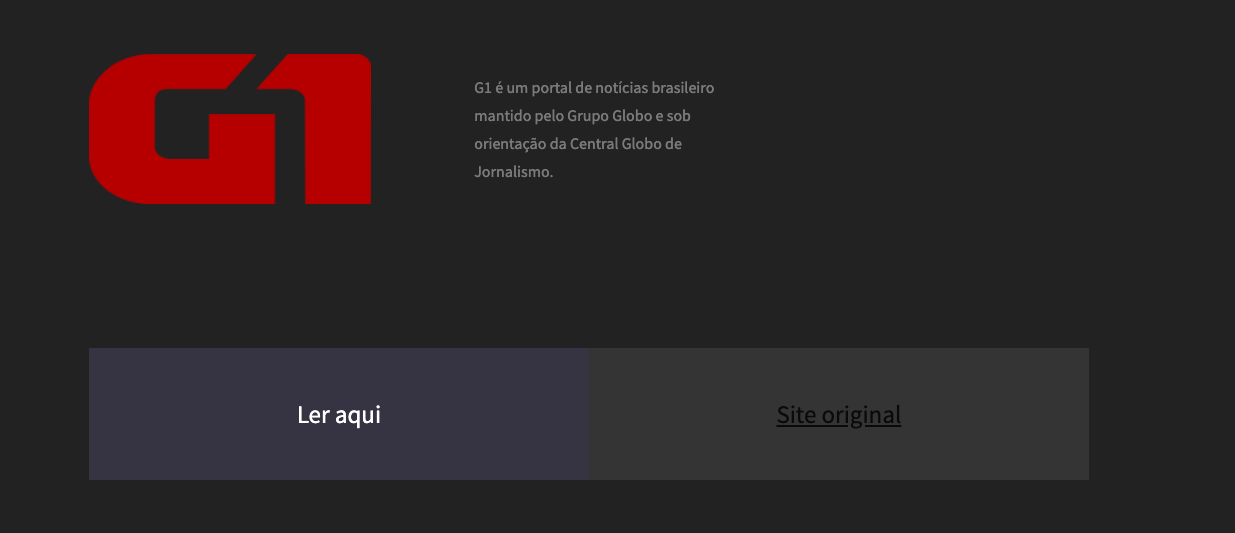 G1
G1 é um portal de notícias brasileiro
mantido pelo Grupo Globo e sob
orientação da Central Globo de
Jornalismo.
Ler aqui
Site original